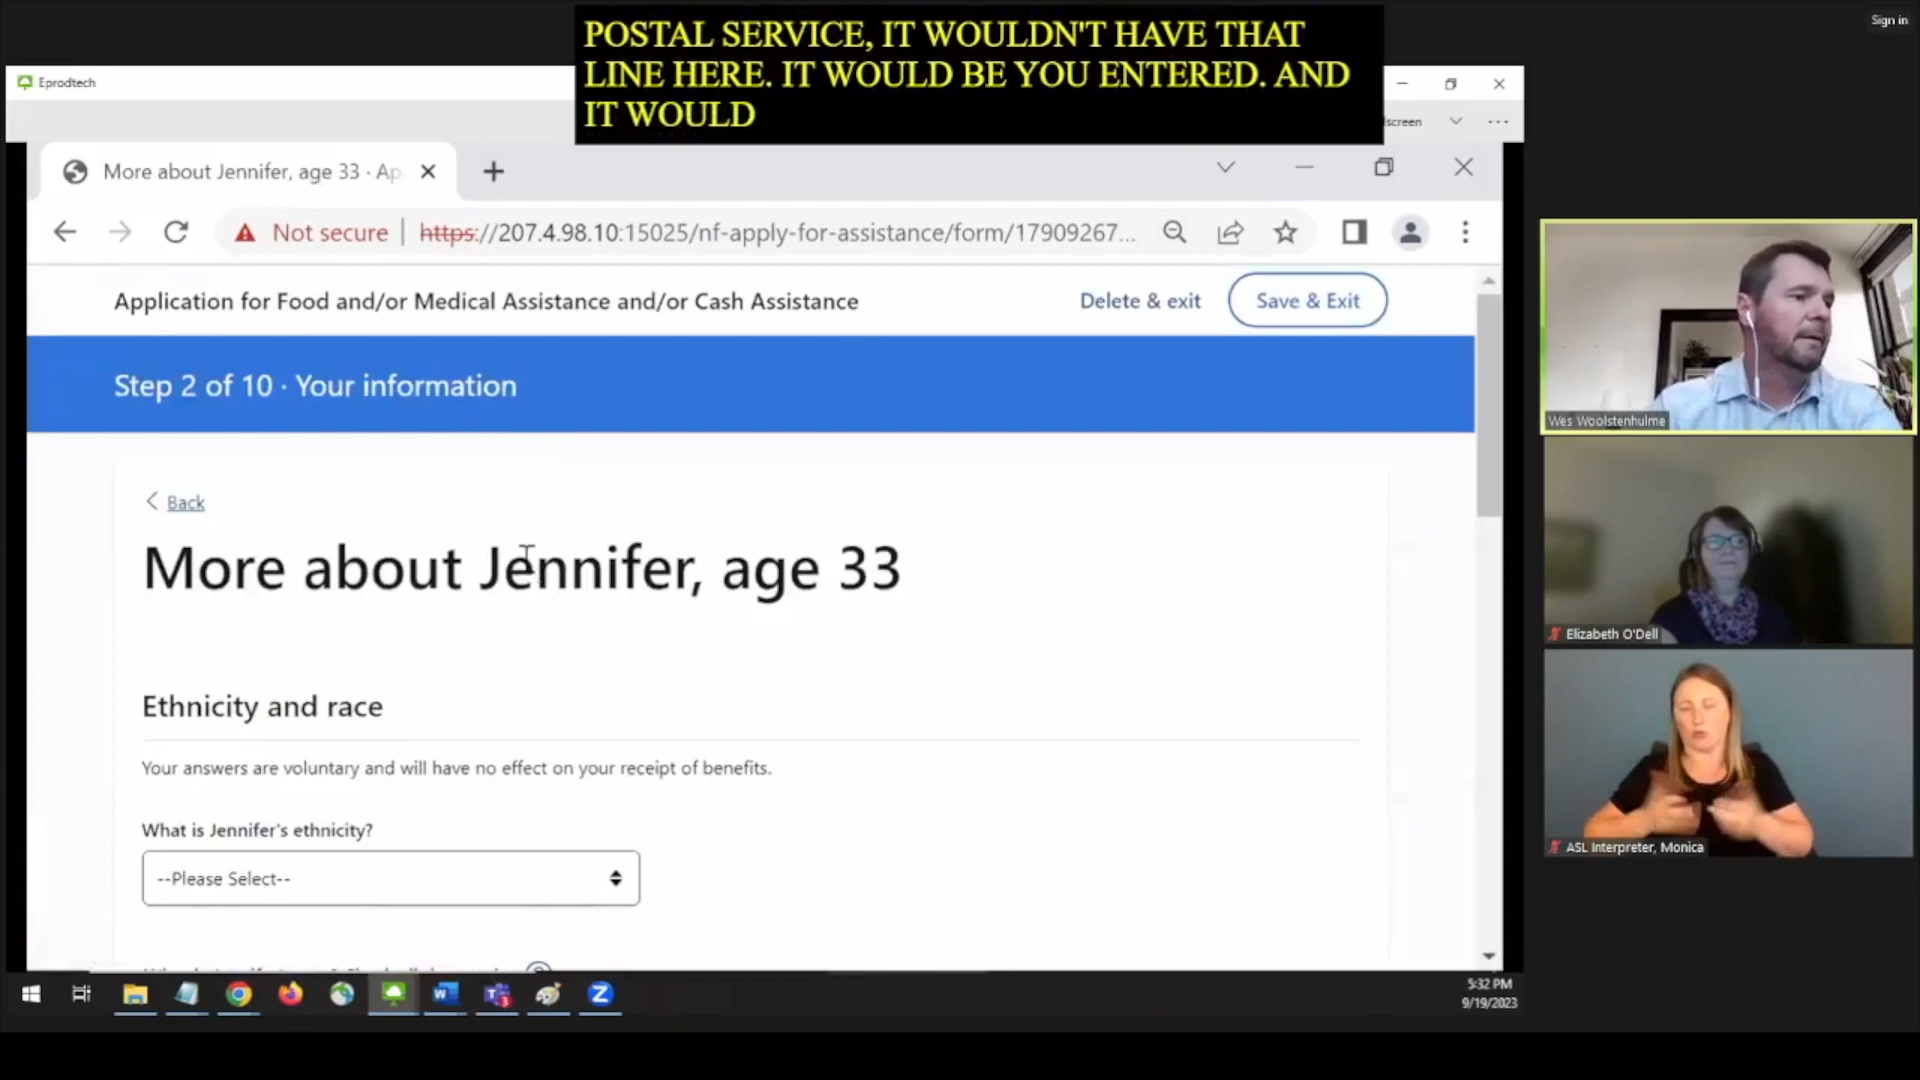 POSTAL SERVICE, IT WOULDN'T HAVE THAT
LINE HERE. IT WOULD BE YOU ENTERED. AND
IT WOULD
Sign in
Eprodtech
screen
More about Jennifer, age 33 · Ap
Not secure
https://207.4.98.10:15025/nf-apply-for-assistance/form/17909267...
Application for Food and/or Medical Assistance and/or Cash Assistance
Delete & exit
Save & Exit
Step 2 of 10 · Your information
Back
More about Jennifer, age 33
Ethnicity and race
Your answers are voluntary and will have no effect on your receipt of benefits.
What is Jennifer's ethnicity?
--Please Select--
Wes Woolstenhulme
Elizabeth O'Dell
ASL Interpreter, Monica
5:32 PM
9/19/2023